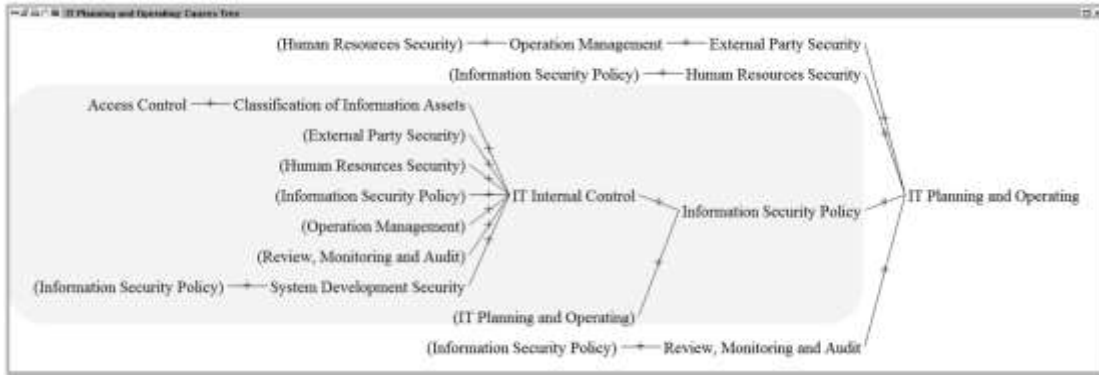 IT Planning and Operating: Causes Tree
(Human Resources Security) Operation Management External Party Security
(Information Security Policy) Human Resources Security
Access Control Classification of Information Assets
(External Party Security)
(Human Resources Security)
(Information Security Policy) IT Internal Control IT Planning and Operating
Information Security Policy
(Operation Management)
(Review, Monitoring and Audit)
(Information Security Policy) System Development Security
(IT Planning and Operating)
(Information Security Policy) Review, Monitoring and Audit